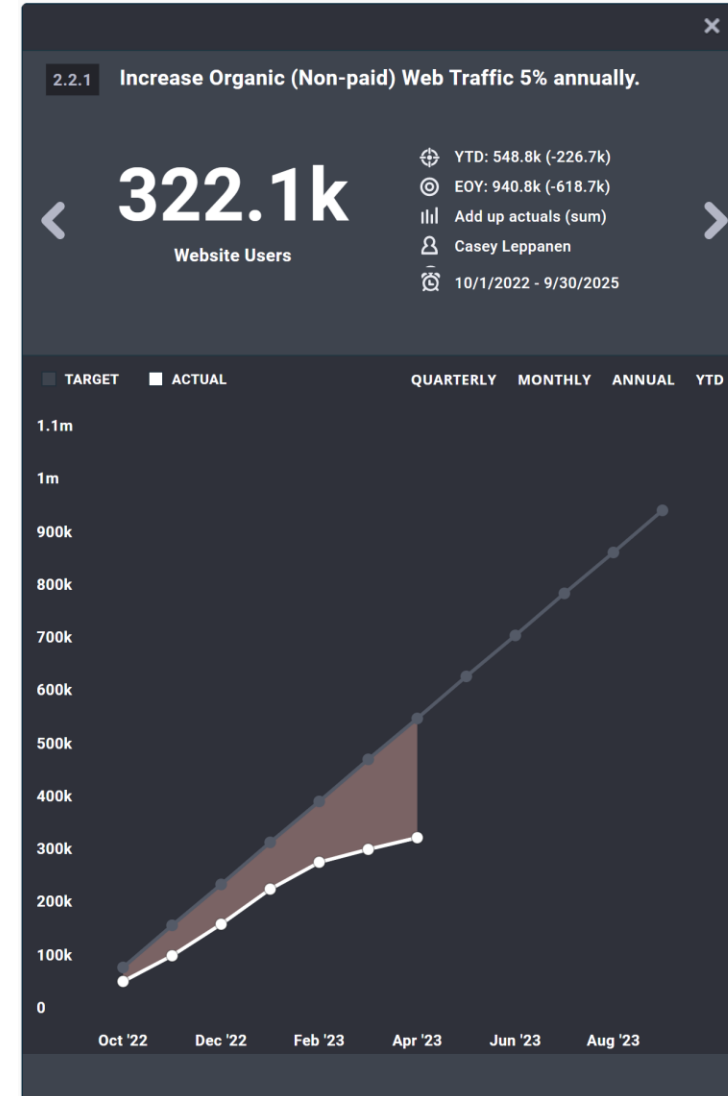 2.2.1 Increase Organic (Non-paid) Web Traffic 5% annually.
322.1k
Website Users
YTD: 548.8k (-226.7k)
EOY: 940.8k (-618.7k)
Add up actuals (sum)
Casey Leppanen
10/1/2022 - 9/30/2025
TARGET ACTUAL QUARTERLY MONTHLY ANNUAL YTD
1.1m
1m
900k
800k
700k
600k
500k
400k
300k
200k
100k
0
Oct '22 Dec '22 Feb '23 Apr '23 Jun '23 Aug '23